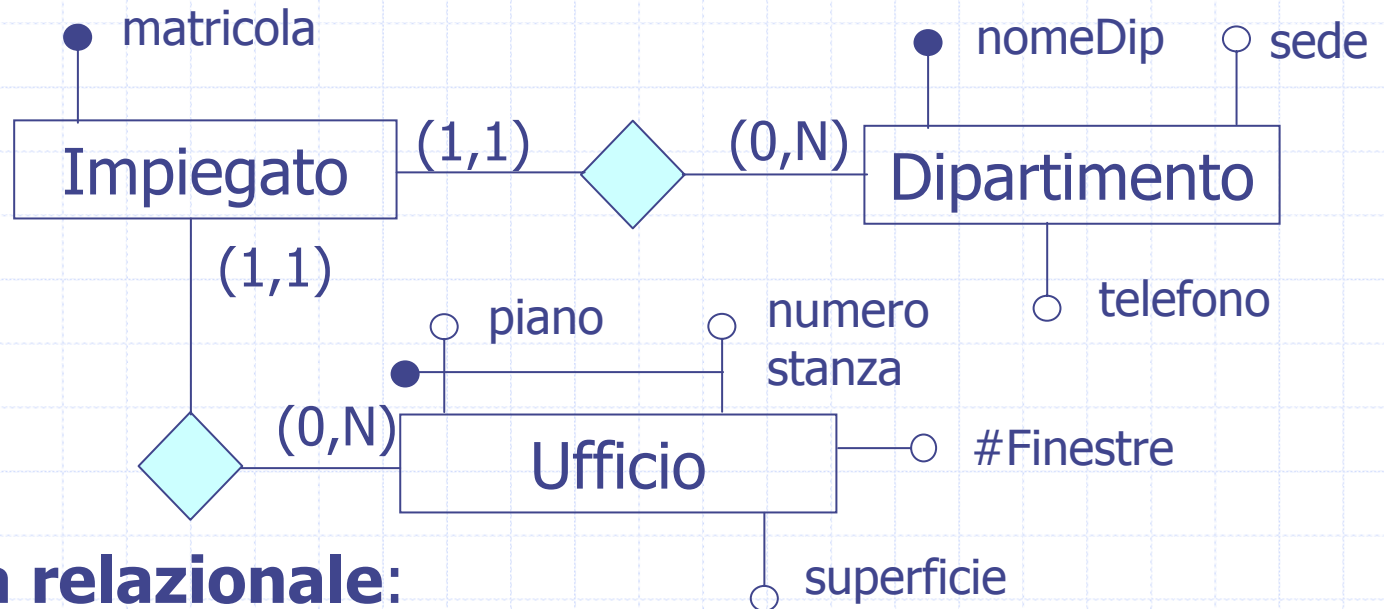 matricola
nomeDip
sede
Impiegato
(1,1)
(0,N)
Dipartimento
(1,1)
telefono
piano
numero
stanza
(0,N)
Ufficio
#Finestre
superficie
relazionale: